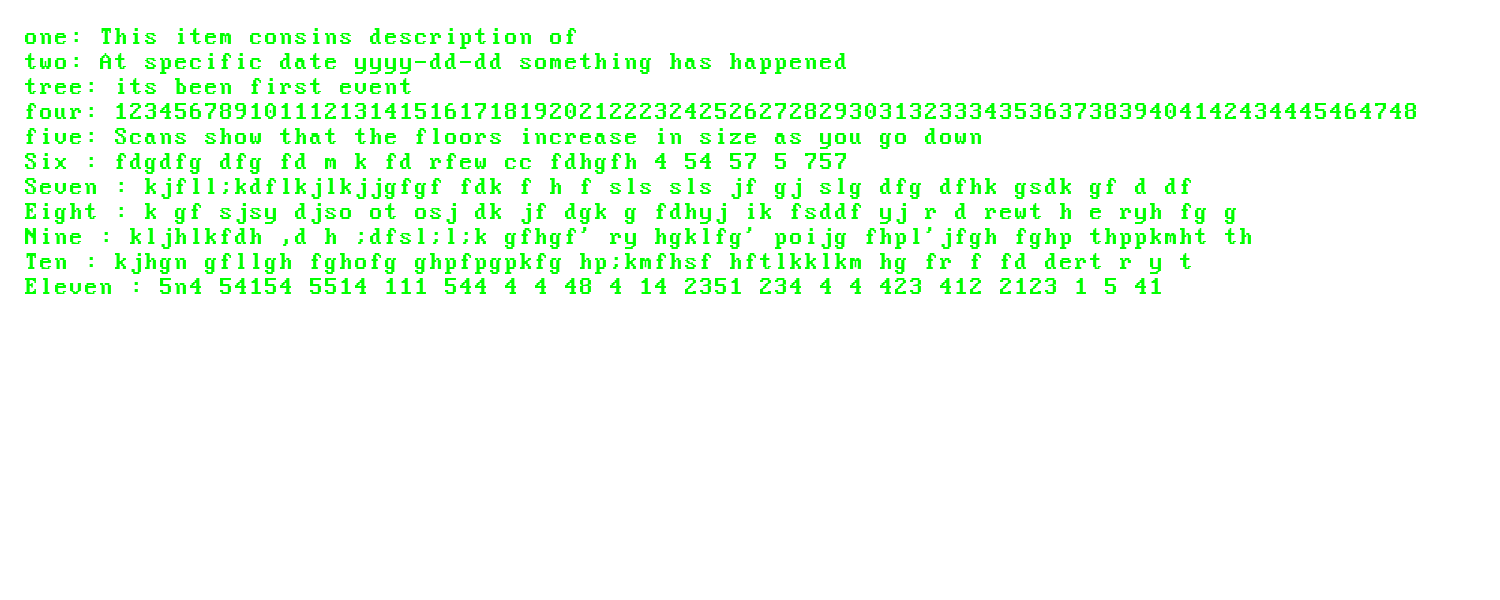 one: This item consins description of
two: At specific date yyyy-dd-dd something has happened
tree: its been first event
four: 123456789101112131415161718192021222324252627282930313233343536373839404142434445464748
five: Scans show that the floors increase in size as you go down
Six : fdgdfg dfg fd m k fd rfew cc fdhgfh 4 54 57 5 757
Seven : kjfll;kdflkjlkjjgfgf fdk f h f sls sls jf gj slg dfg dfhk gsdk gf d df
Eight : k gf sjsy djso ot osj dk jf dgk g fdhyj ik fsddf yj r d rewt h e ryh fg g
Nine : kljhlkfdh ,d h ;dfsl;l;k gfhgf' ry hgklfg' poijg fhpl'jfgh fghp thppkmht th
Ten : kjhgn gfllgh fghofg ghpfpgpkfg hp;kmfhsf hftlkklkm hg fr f fd dert r y t
Eleven : 5n4 54154 5514 111 544 4 4 48 4 14 2351 234 4 4 423 412 2123 1 5 41